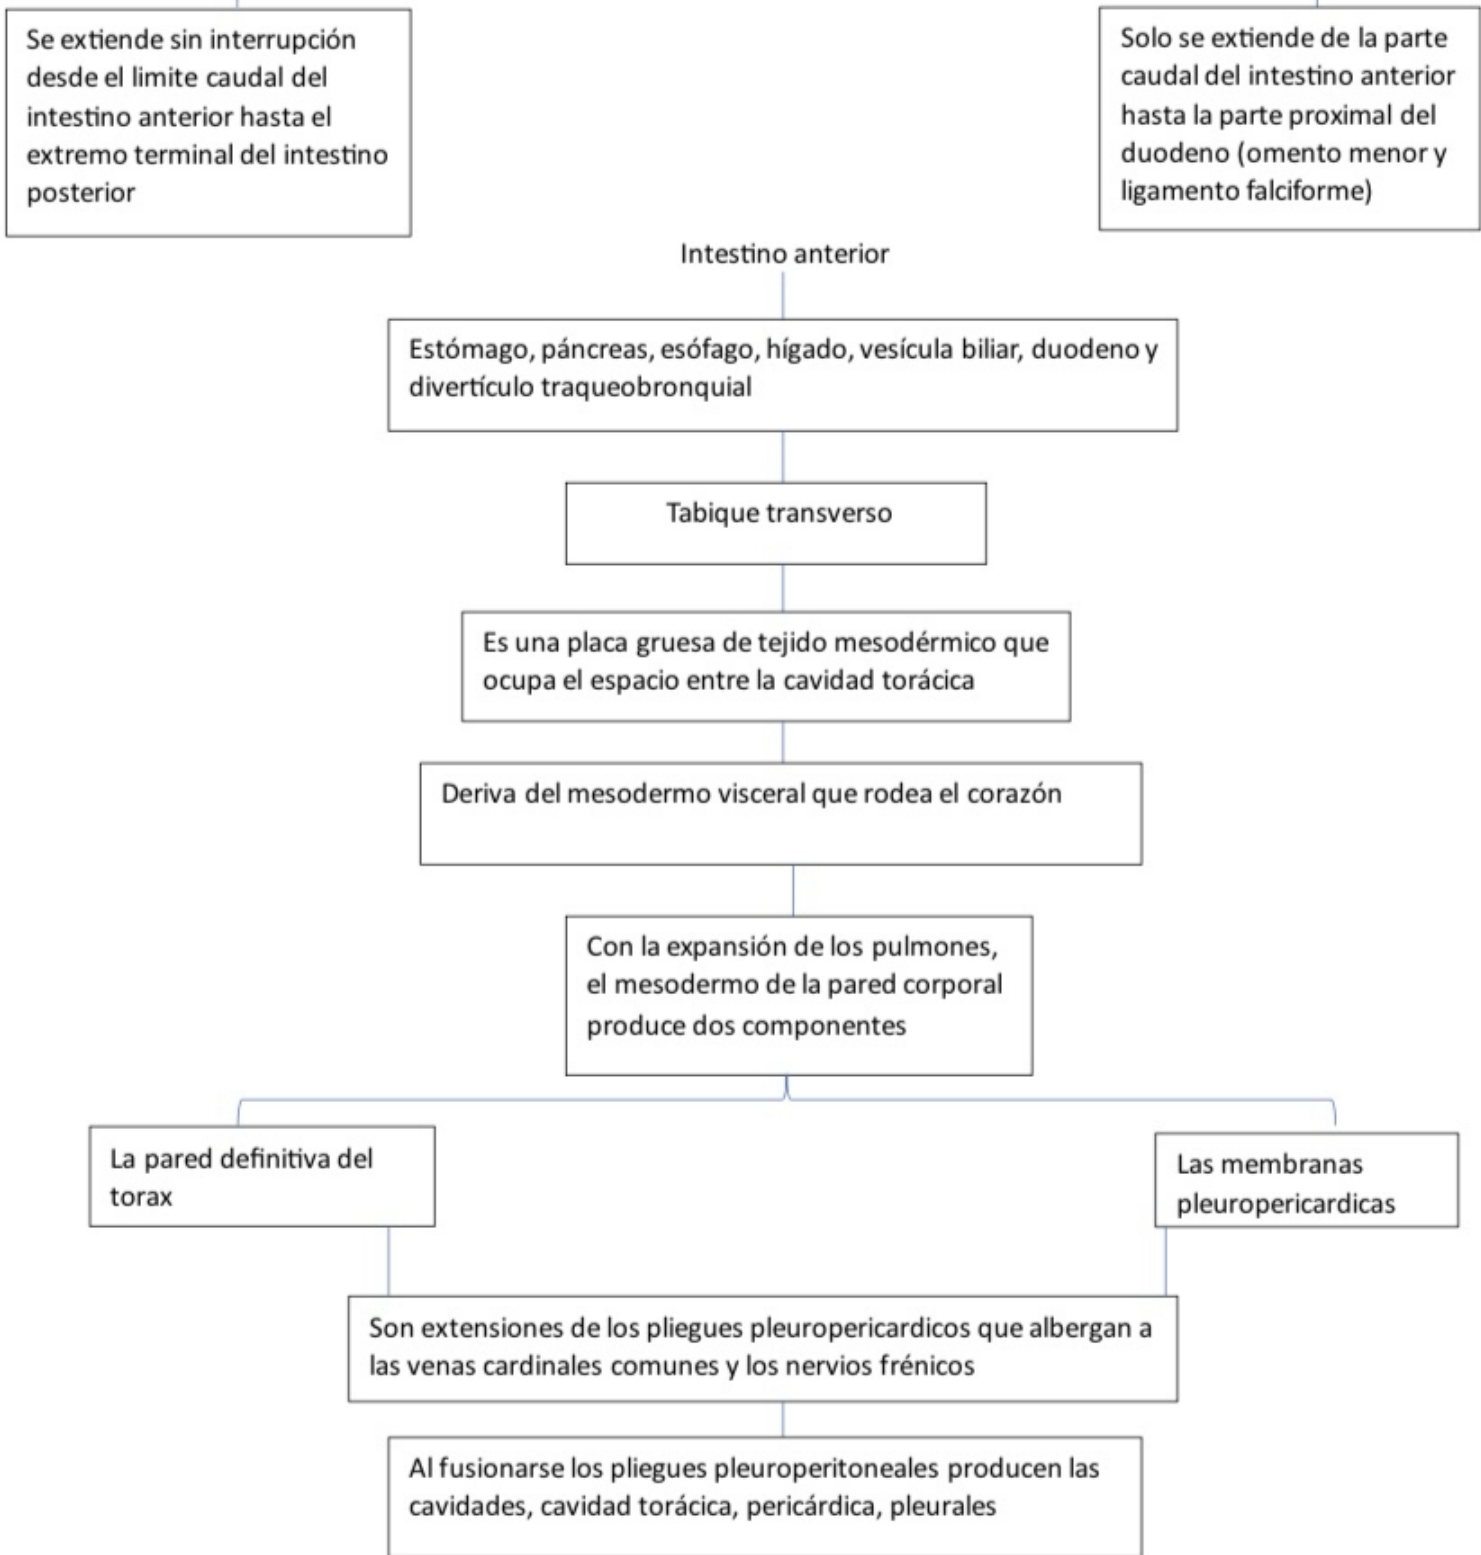 Se extiende sin interrupción
desde el limite caudal del
intestino anterior hasta el
extremo terminal del intestino
posterior
Solo se extiende de la parte
caudal del intestino anterior
hasta la parte proximal del
duodeno (omento menor y
ligamento falciforme)
Intestino anterior
Estómago, páncreas, esófago, hígado, vesícula biliar, duodeno y
divertículo traqueobronquial
Tabique transverso
Es una placa gruesa de tejido mesodérmico que
ocupa el espacio entre la cavidad torácica
Deriva del mesodermo visceral que rodea el corazón
Con la expansión de los pulmones,
el mesodermo de la pared corporal
produce dos componentes
La pared definitiva del
torax
Las membranas
pleuropericardicas
Son extensiones de los pliegues pleuropericardicos que albergan a
las venas cardinales comunes y los nervios frénicos
Al fusionarse los pliegues pleuroperitoneales producen las
cavidades, cavidad torácica, pericárdica, pleurales